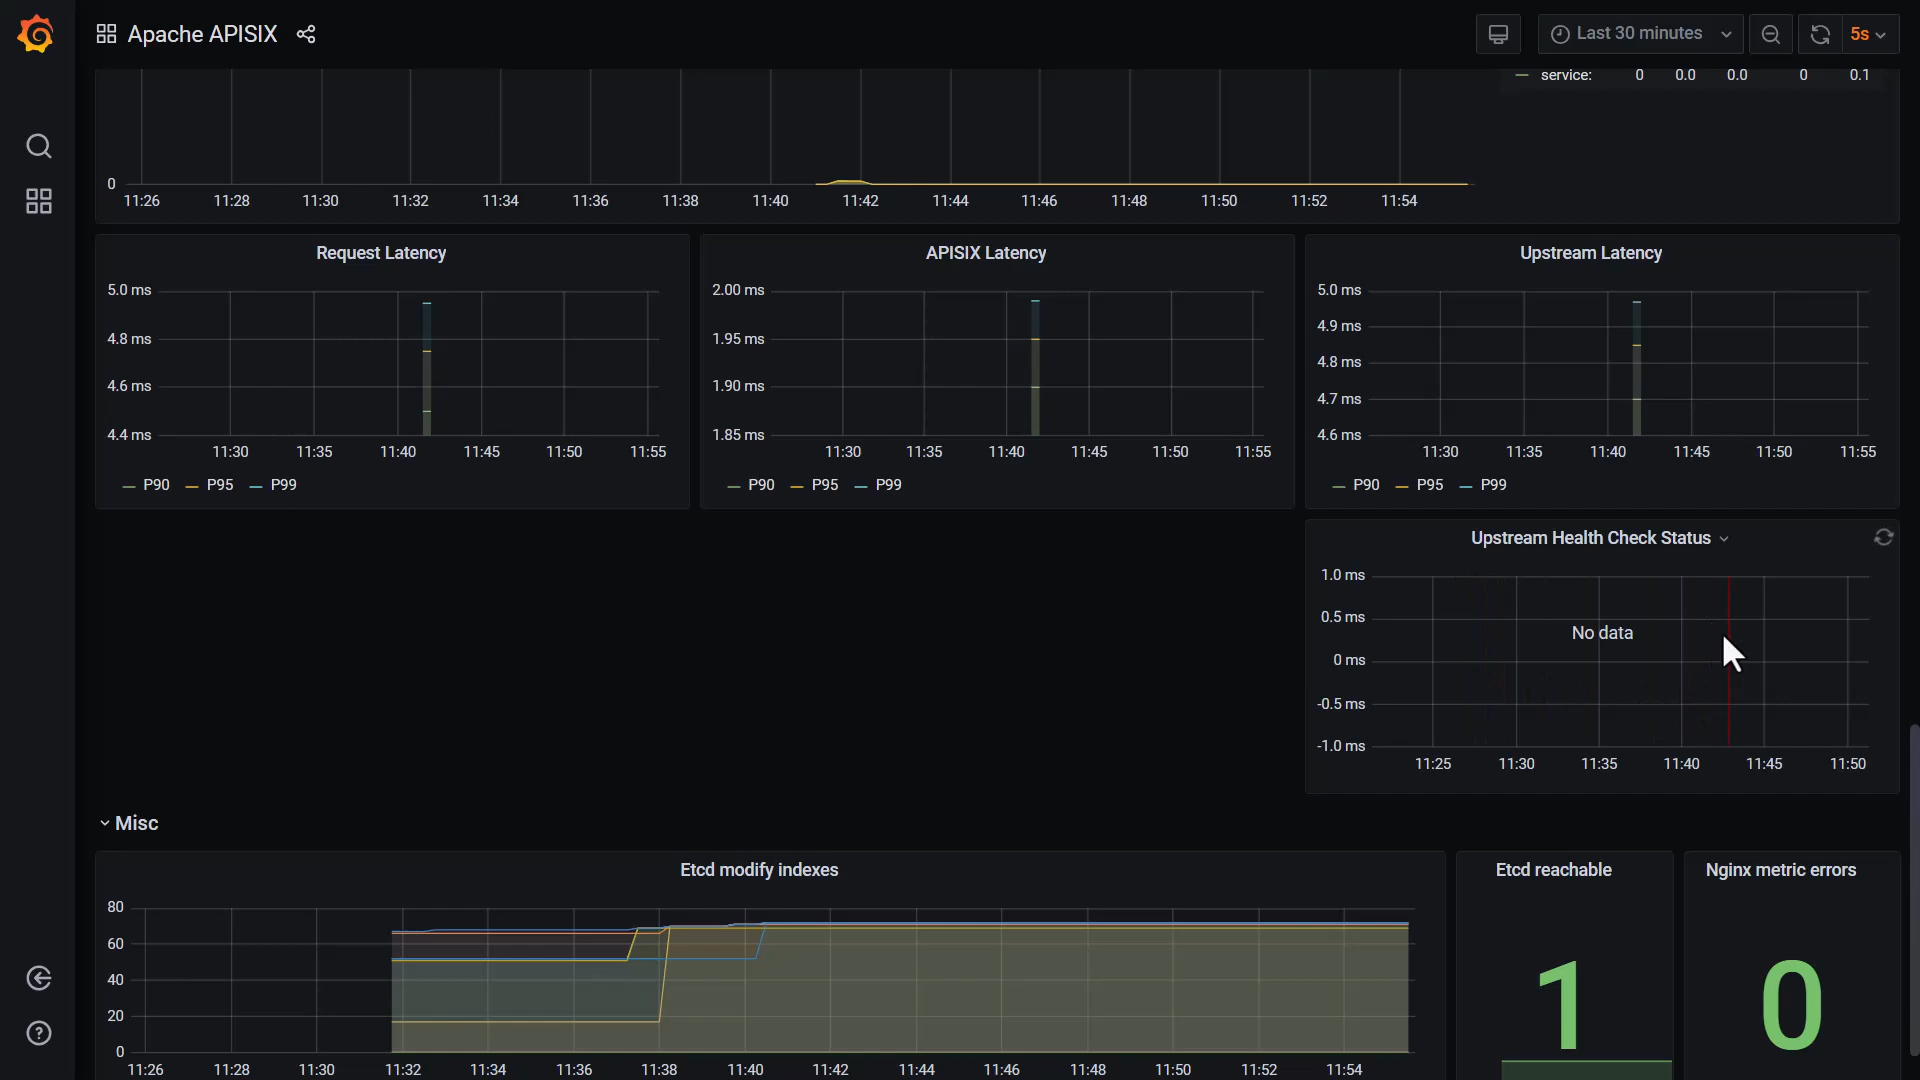 Apache APISIX
Last 30 minutes
5s
service: 0 0.0 0.0 0 0.1
0
11:26 11:28 11:30 11:32 11:34 11:36 11:38 11:40 11:42 11:44 11:46 11:48 11:50 11:52 11:54
Request Latency
5.0 ms
4.8 ms
4.6 ms
4.4 ms
11:30 11:35 11:40 11:45 11:50 11:55
P90 P95 P99
APISIX Latency
2.00 ms
1.95 ms
1.90 ms
1.85 ms
11:30 11:35 11:40 11:45 11:50 11:55
P90 P95 P99
Upstream Latency
5.0 ms
4.9 ms
4.8 ms
4.7 ms
4.6 ms
11:30 11:35 11:40 11:45 11:50 11:55
P90 P95 P99
Upstream Health Check Status
1.0 ms
0.5 ms
No data
0 ms
-0.5 ms
-1.0 ms
11:25 11:30 11:35 11:40 11:45 11:50
Misc
Etcd modify indexes
80
60
40
20
0
11:26 11:28 11:30 11:32 11:34 11:36 11:38 11:40 11:42 11:44 11:46 11:48 11:50 11:52 11:54
Etcd reachable
1
Nginx metric errors
0